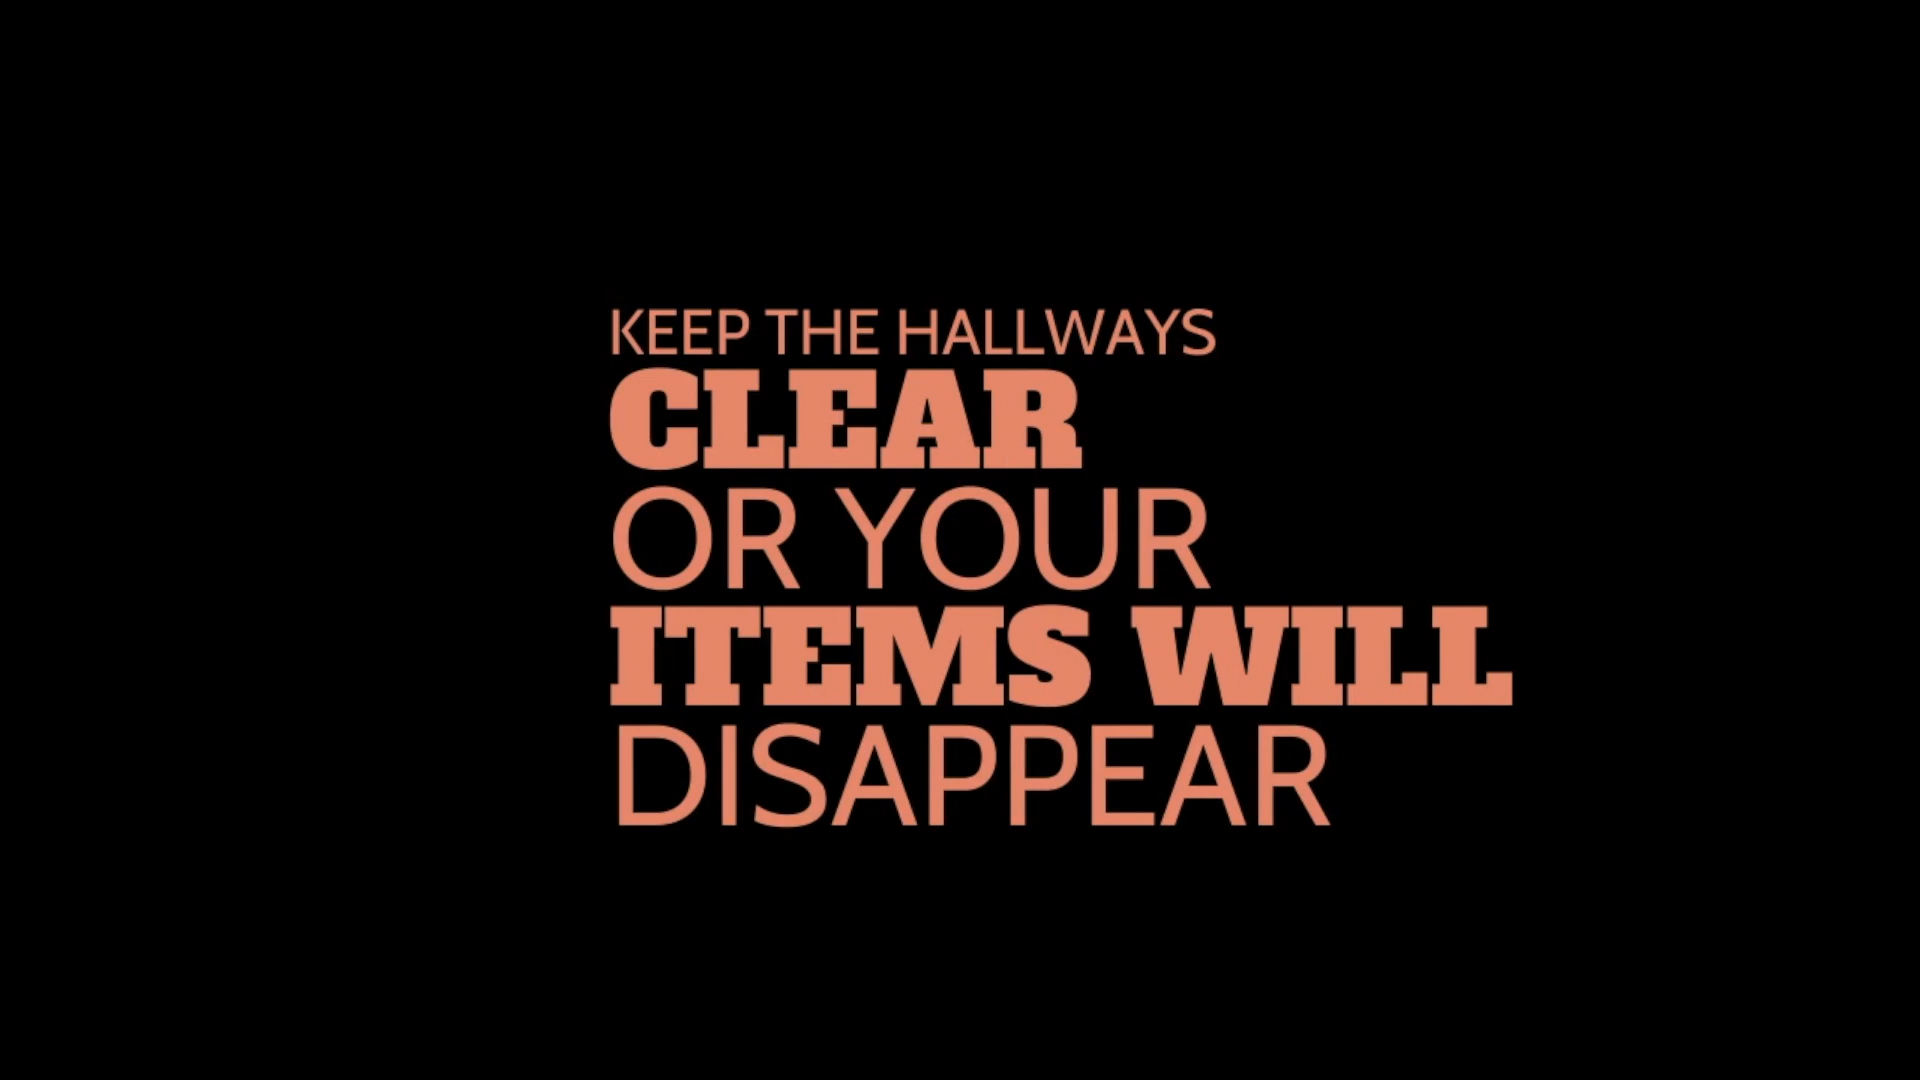 KEEP THE HALLWAYS
CLEAR
OR YOUR
ITEMS WILL
DISAPPEAR